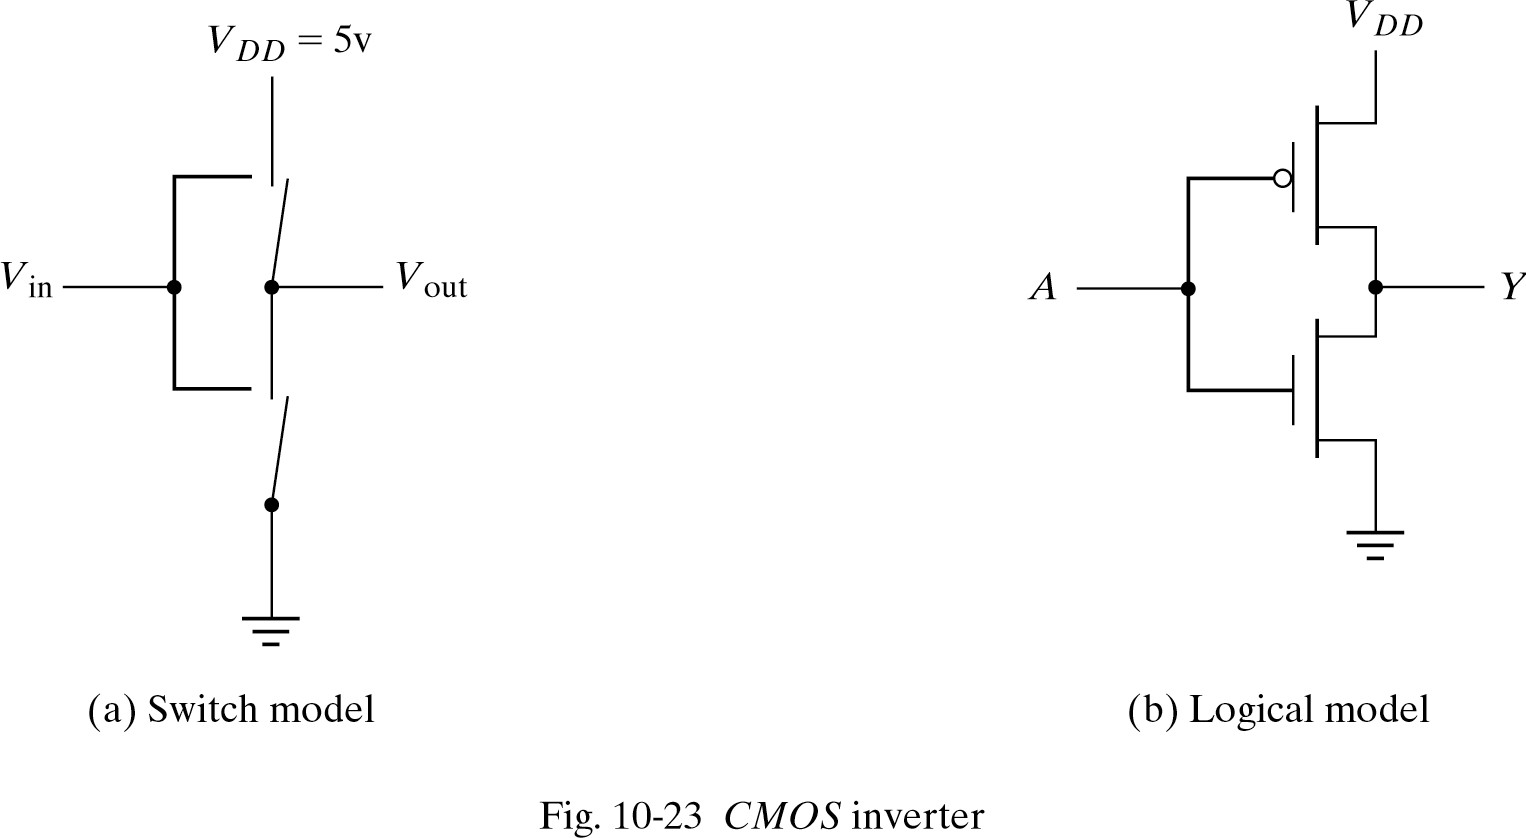 V_DD = 5v
V_in
V_out
(a) Switch model
V_DD
A
Y
(b) Logical model
Fig. 10-23 CMOS inverter